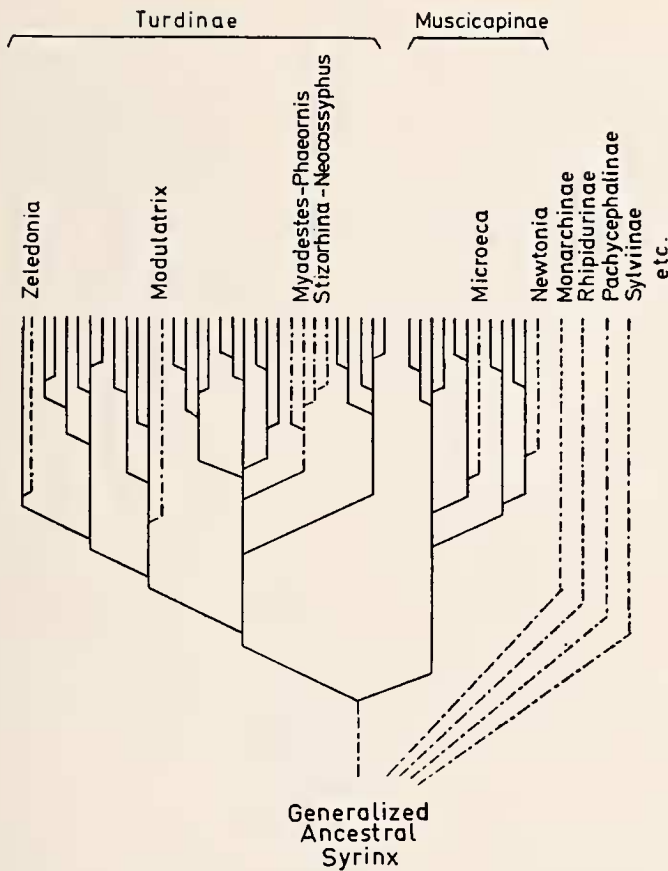 Turdinae
Muscicapinae
Zeledonia
Modulatrix
Myadestes-Phaeornis
Stizorhina-Neocossyphus
Microeca
Newtonia
Monarchinae
Rhipidurinae
Pachycephalinae
Sylviinae
etc.
Generalized
Ancestral
Syrinx